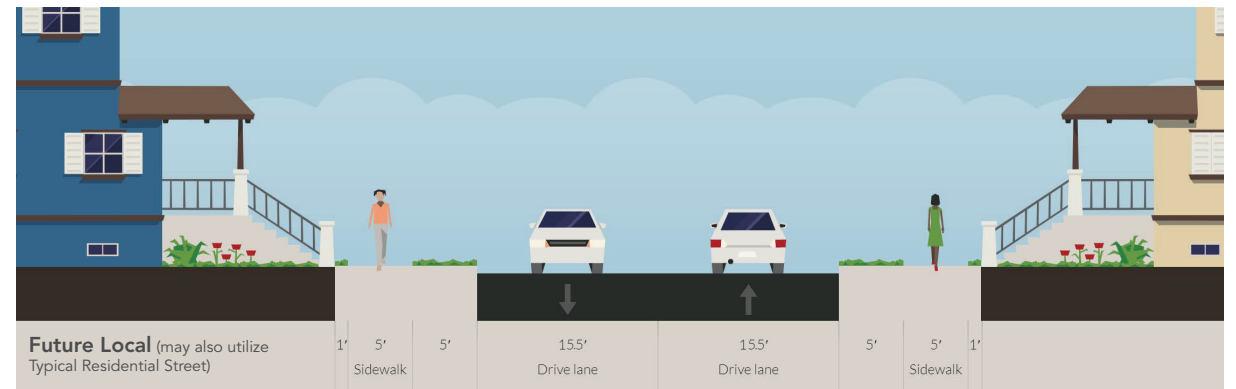 Future Local (may also utilize
Typical Residential Street)
1' 5' 5' 15.5' 15.5' 5' 5' 1'
Sidewalk Drive lane Drive lane Sidewalk